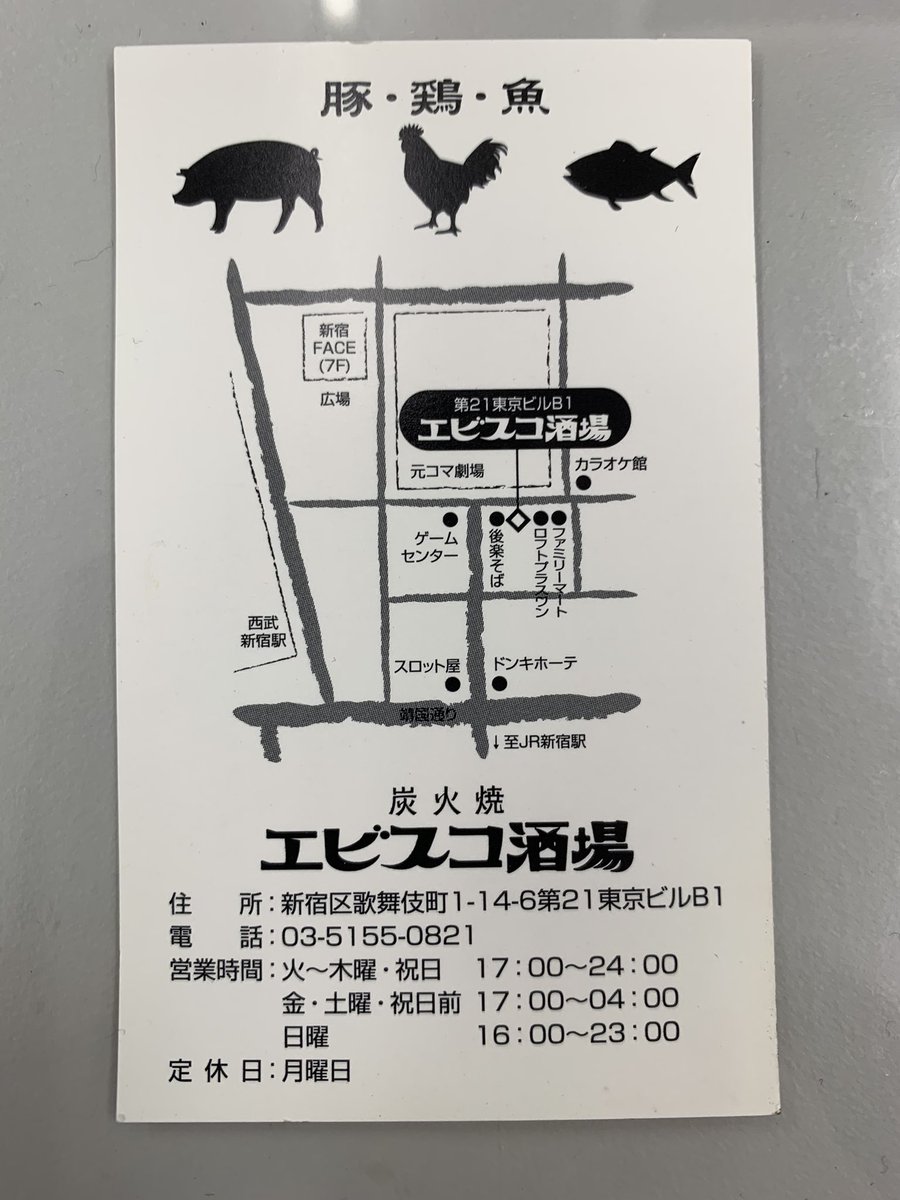 豚・鶏・魚
新宿
FACE
(7F)
広場
第21東京ビルB1
エビスコ酒場
元コマ劇場
カラオケ館
ゲーム
センター
後楽そば
ロフトプラスワン
ファミリーマート
西武
新宿駅
スロット屋
ドンキホーテ
靖国通り
↓至JR新宿駅
炭火焼
エビスコ酒場
住所:新宿区歌舞伎町1-14-6第21東京ビルB1
電話:03-5155-0821
営業時間:火〜木曜・祝日 17:00〜24:00
金・土曜・祝日前 17:00〜04:00
日曜 16:00〜23:00
定休日:月曜日